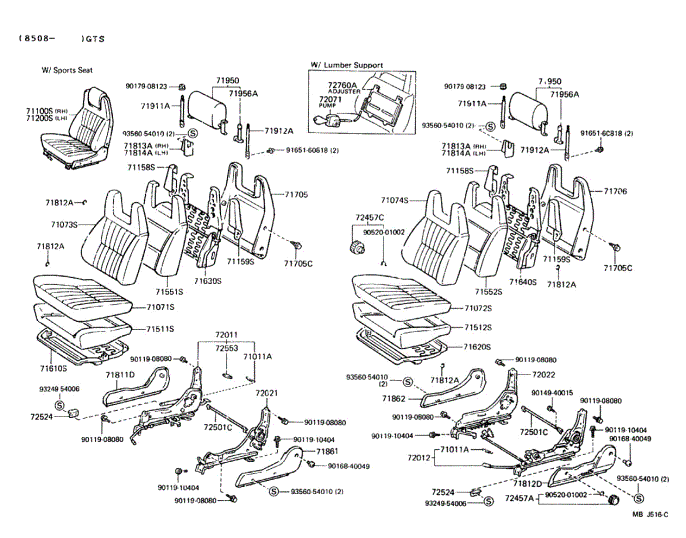 (8508-      )GTS
W/ Sports Seat
71100S (RH)
71200S (LH)
90179-08123
71950
71956A
71911A
93560-54010 (2)
S
71813A (RH)
71814A (LH)
71912A
91651-60618 (2)
71158S
71812A
71073S
71705
71812A
71159S
71705C
71630S
71551S
71071S
71511S
71610S
W/ Lumber Support
72760A
ADJUSTER
72071
PUMP
90179-08123
71950
71956A
71911A
93560-54010 (2)
S
71813A (RH)
71814A (LH)
71912A
91651-60618 (2)
71158S
71074S
71706
72457C
90520-01002
71159S
71705C
71812A
71640S
71552S
71072S
71512S
71620S
72011
72553
71011A
90119-08080
71811D
93249-54006
S
72524
90119-08080
72021
72501C
90119-08080
90119-10404
71861
90168-40049
90119-10404
90119-08080
S
93560-54010 (2)
90119-08080
93560-54010
(2)
S
71812A
71862
72022
90149-40015
90119-08080
90119-10404
71011A
72012
72501C
90119-10404
90168-40049
72524
93249-54006
S
71812D
93560-54010 (2)
S
90520-01002
72457A
MB J516-C